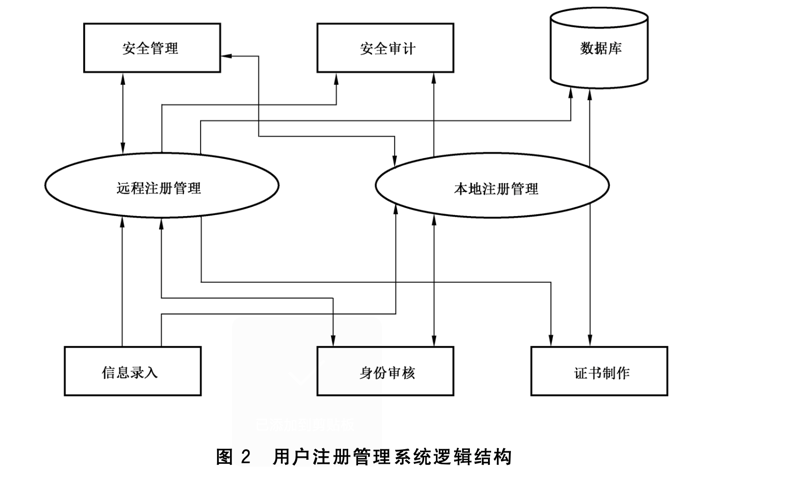 安全管理
安全审计
数据库
远程注册管理
本地注册管理
信息录入
身份审核
证书制作
图 2 用户注册管理系统逻辑结构